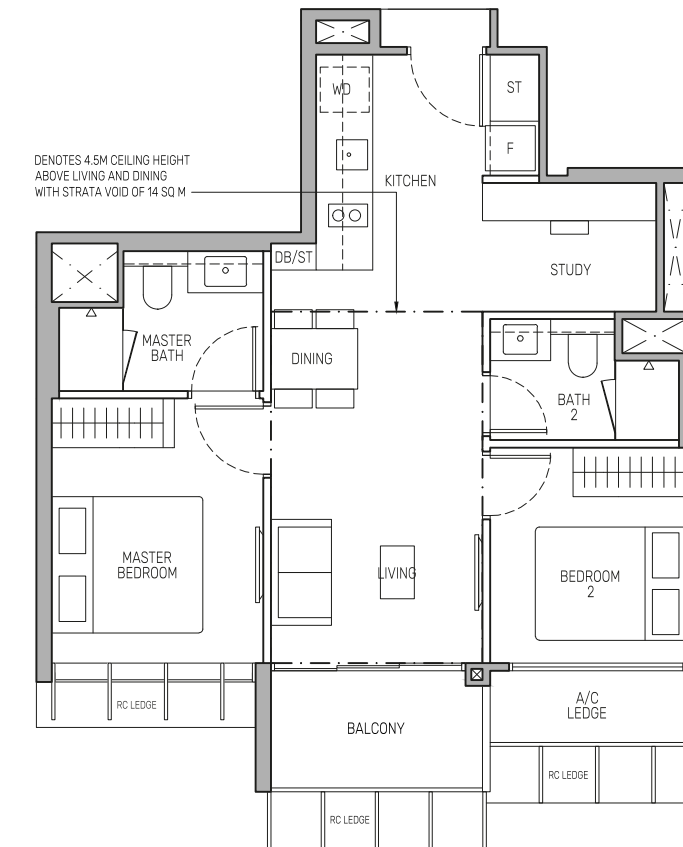 WD
ST
F
DENOTES 4.5M CEILING HEIGHT
ABOVE LIVING AND DINING
WITH STRATA VOID OF 14 SQ M
KITCHEN
DB/ST
STUDY
MASTER
BATH
DINING
BATH
2
MASTER
BEDROOM
LIVING
BEDROOM
2
RC LEDGE
A/C
LEDGE
BALCONY
RC LEDGE
RC LEDGE